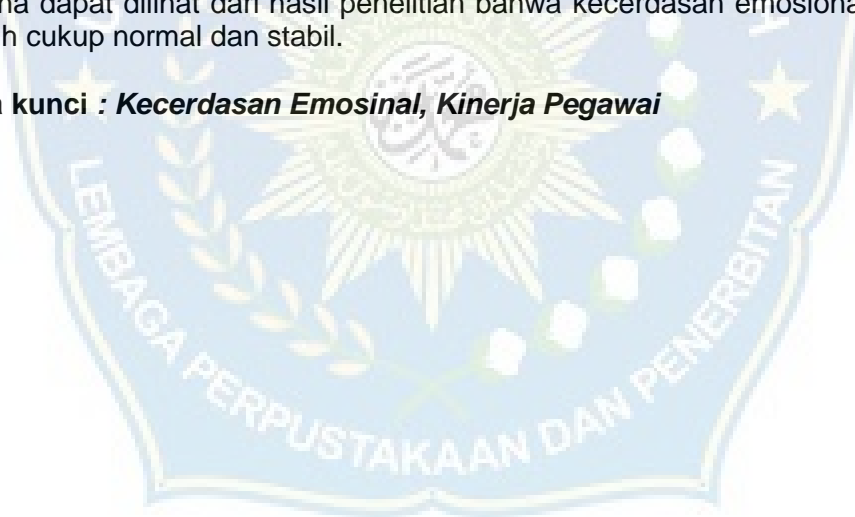 dapat dilihat dari hasil penelitian bahwa kecerdasan emosiona
cukup normal dan stabil.
kunci : Kecerdasan Emosinal, Kinerja Pegawai
LEMBAGA PERPUSTAKAAN DAN PENERBITAN